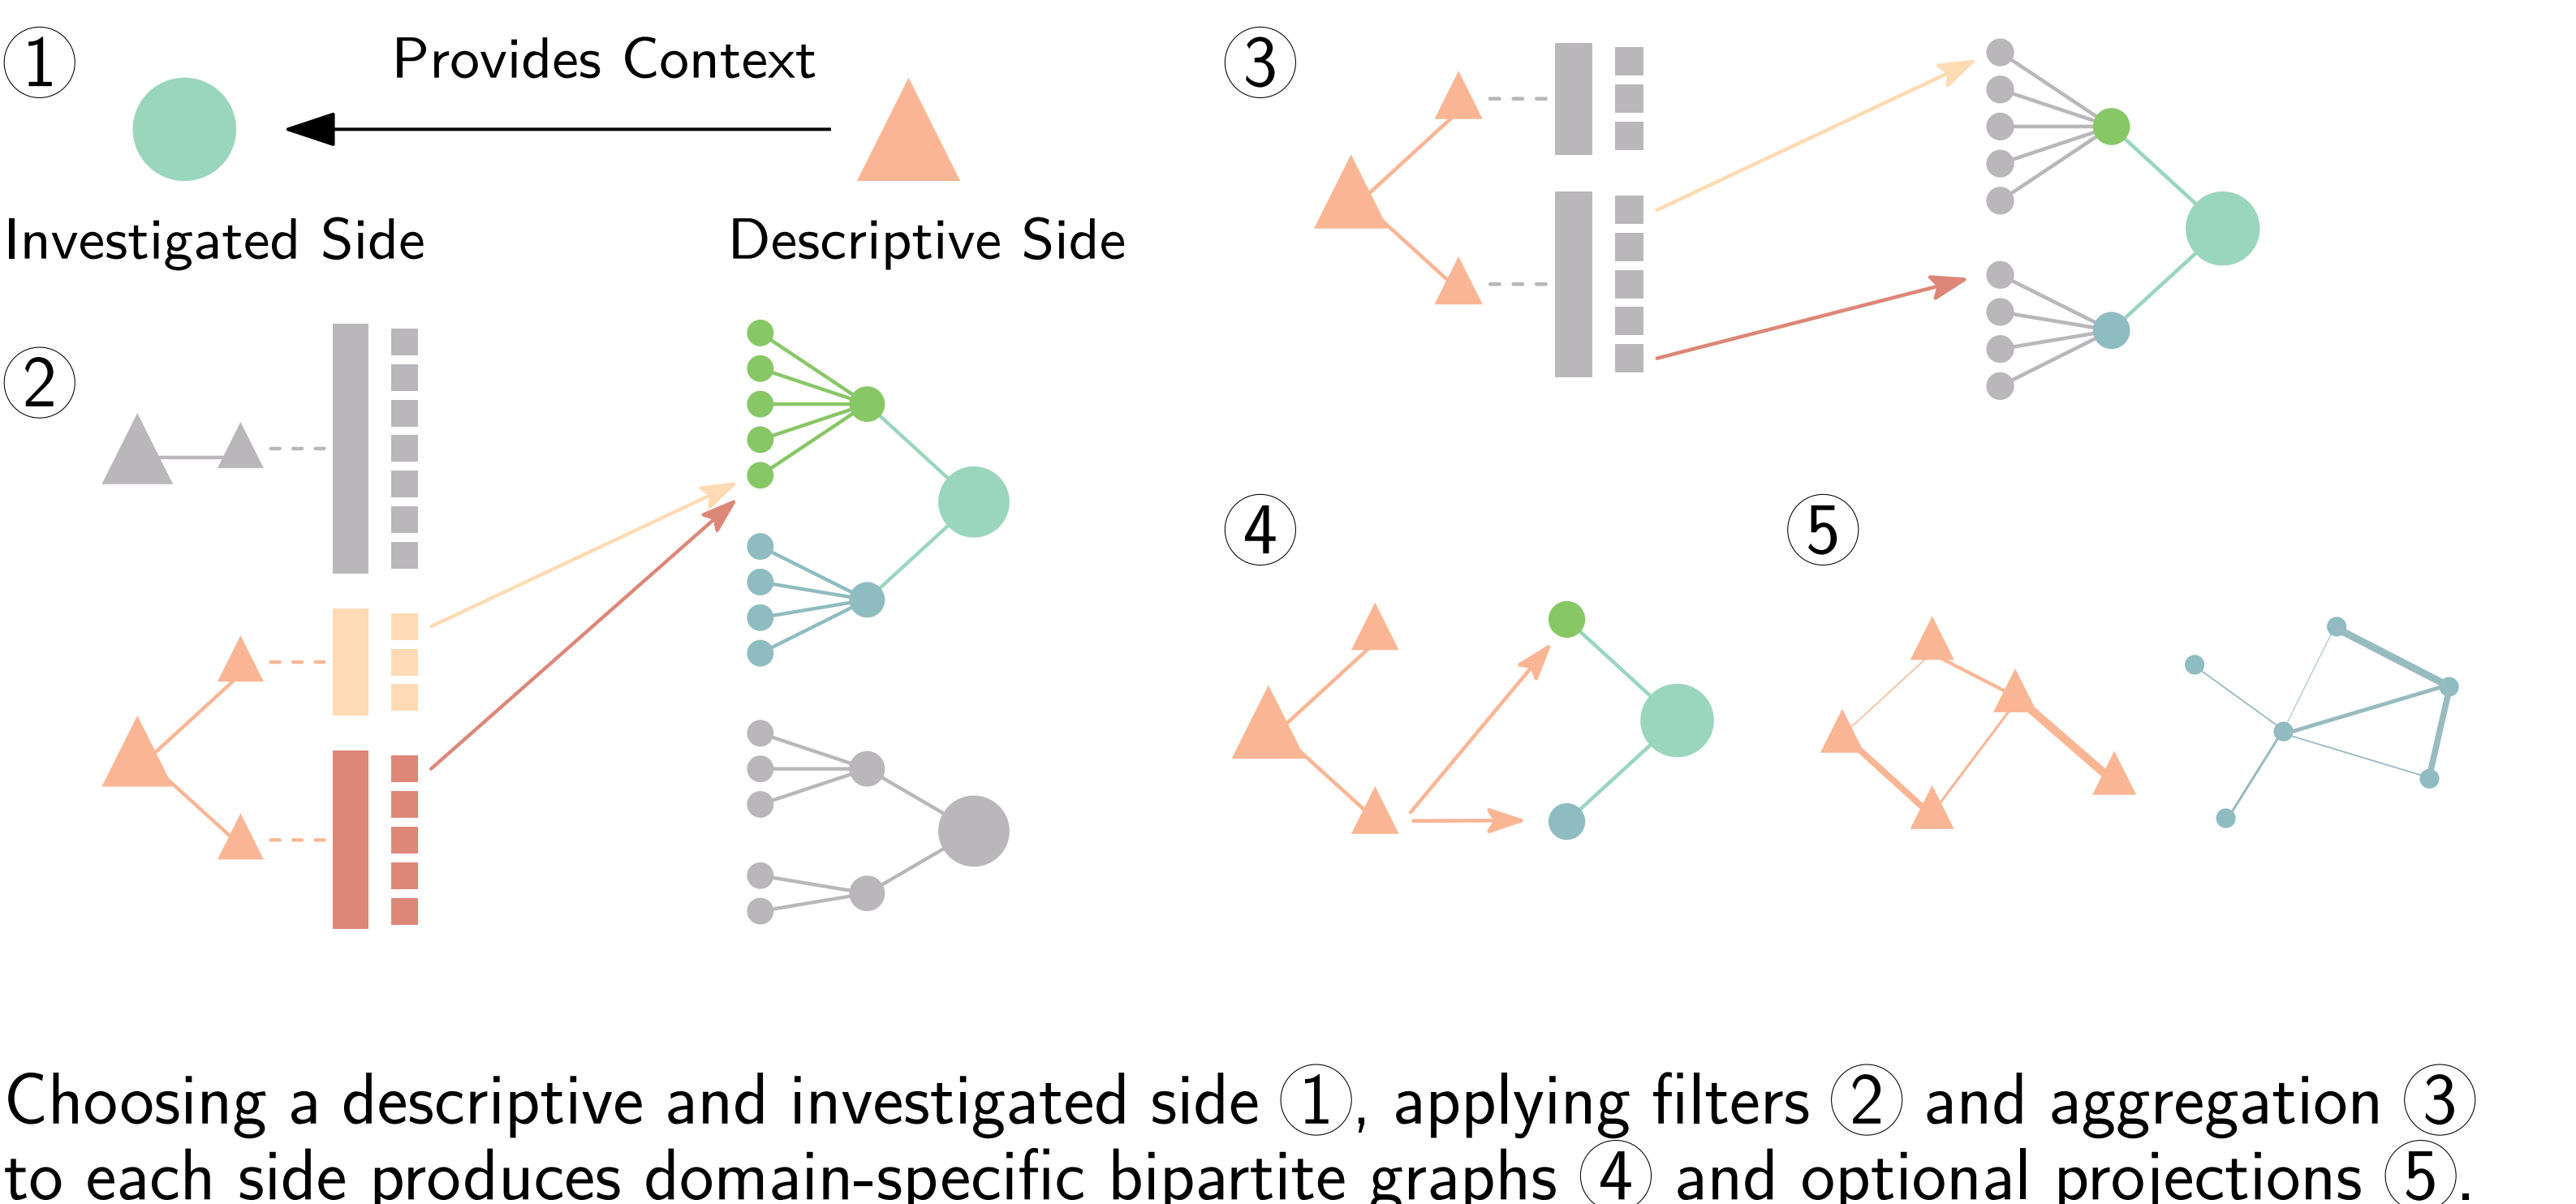 ①
Provides Context
Investigated Side
Descriptive Side
②
③
④
⑤
Choosing a descriptive and investigated side ①, applying filters ② and aggregation ③
to each side produces domain-specific bipartite graphs ④ and optional projections ⑤.